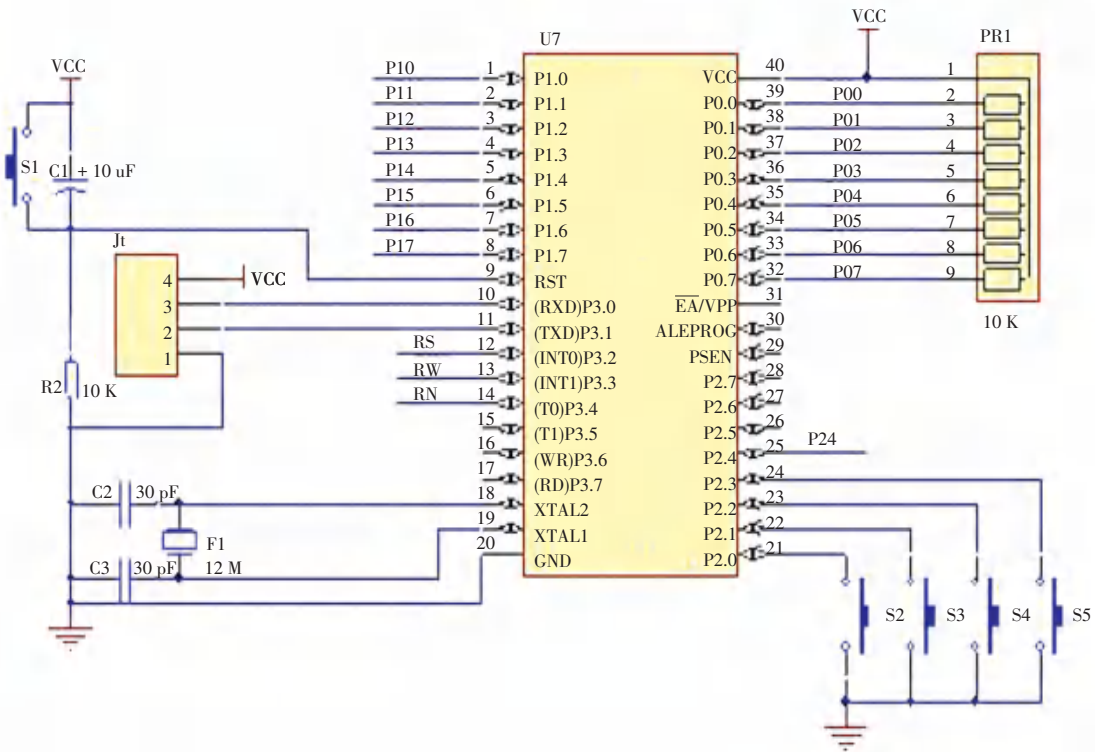 U7
VCC
PR1
VCC
S1
C1 + 10 uF
Jt
4
3
2
1
VCC
R2
10 K
C2
30 pF
C3
30 pF
F1
12 M
P10 1 P1.0
P11 2 P1.1
P12 3 P1.2
P13 4 P1.3
P14 5 P1.4
P15 6 P1.5
P16 7 P1.6
P17 8 P1.7
9 RST
10 (RXD)P3.0
11 (TXD)P3.1
RS 12 (INT0)P3.2
RW 13 (INT1)P3.3
RN 14 (T0)P3.4
15 (T1)P3.5
16 (WR)P3.6
17 (RD)P3.7
18 XTAL2
19 XTAL1
20 GND
VCC 40 1
P0.0 39 P00 2
P0.1 38 P01 3
P0.2 37 P02 4
P0.3 36 P03 5
P0.4 35 P04 6
P0.5 34 P05 7
P0.6 33 P06 8
P0.7 32 P07 9
EA/VPP 31
10 K
ALEPROG 30
PSEN 29
P2.7 28
P2.6 27
P2.5 26
P2.4 25 P24
P2.3 24
P2.2 23
P2.1 22
P2.0 21
S2
S3
S4
S5